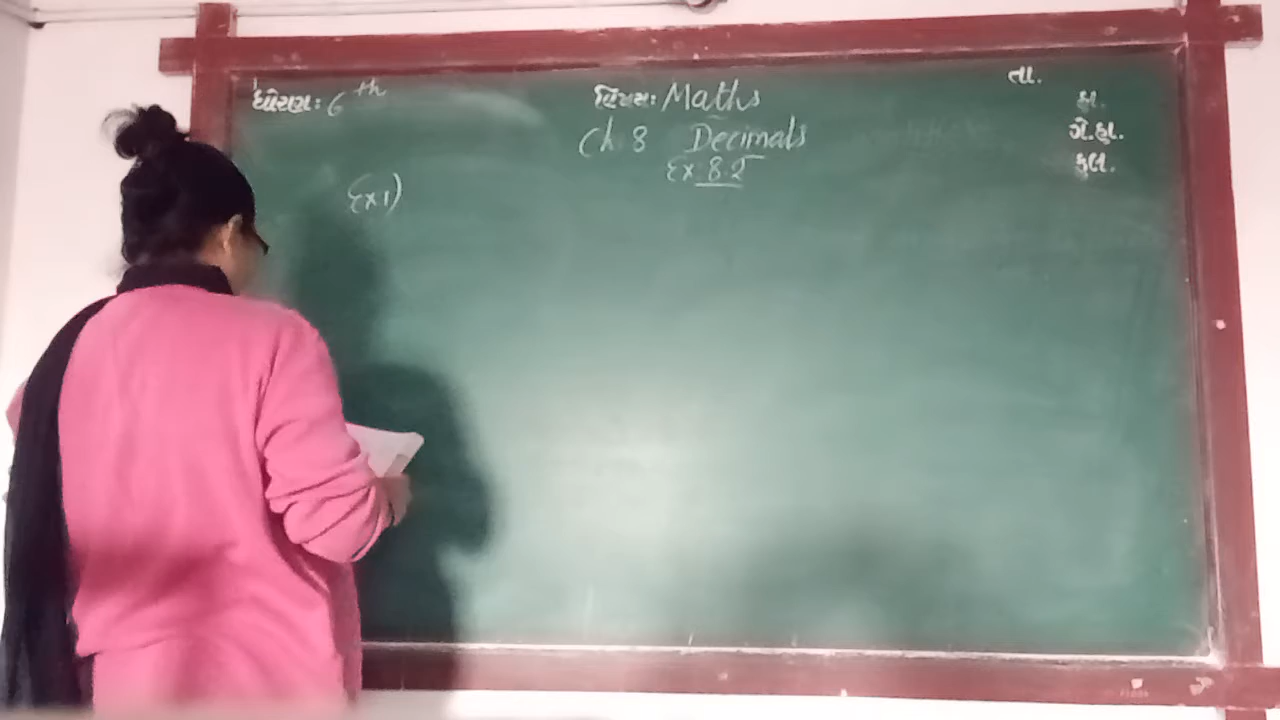 ધોરણ: 6th
વિષય: Maths
તા.
હા.
ગે.હા.
કુલ.
Ch 8 Decimals
Ex. 8.2
Ex 1)